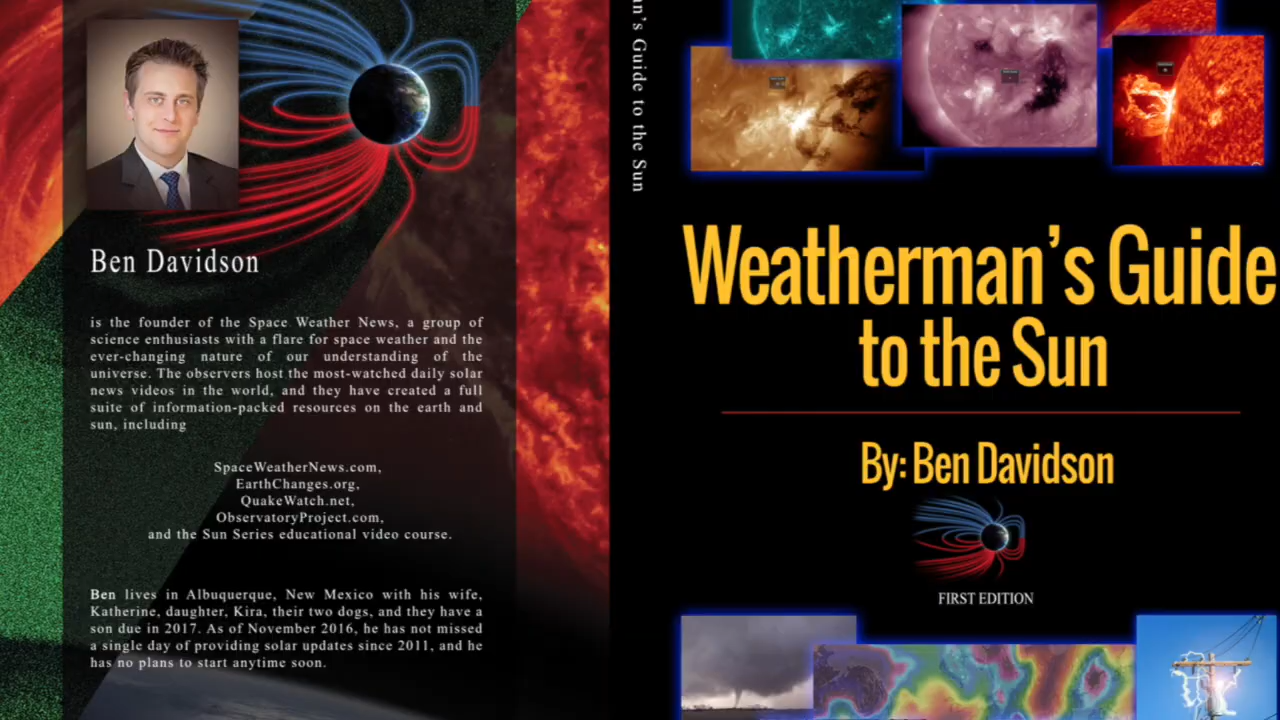 Ben Davidson
is the founder of the Space Weather News, a group of
science enthusiasts with a flare for space weather and the
ever-changing nature of our understanding of the
universe. The observers host the most-watched daily solar
news videos in the world, and they have created a full
suite of information-packed resources on the earth and
sun, including
SpaceWeatherNews.com,
EarthChanges.org,
QuakeWatch.net,
ObservatoryProject.com,
and the Sun Series educational video course.
Ben lives in Albuquerque, New Mexico with his wife,
Katherine, daughter, Kira, their two dogs, and they have a
son due in 2017. As of November 2016, he has not missed
a single day of providing solar updates since 2011, and he
has no plans to start anytime soon.
an's Guide to the Sun
Weatherman's Guide
to the Sun
By: Ben Davidson
FIRST EDITION